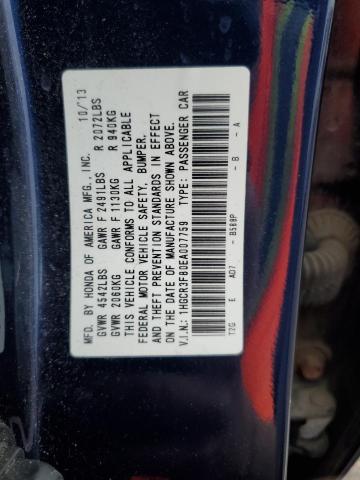 MFD. BY HONDA OF AMERICA MFG., INC. 10/13
GVWR 4542LBS GAWR F 2491LBS R 2072LBS
GVWR 2060KG GAWR F 1130KG R 940KG
THIS VEHICLE CONFORMS TO ALL APPLICABLE
FEDERAL MOTOR VEHICLE SAFETY, BUMPER,
AND THEFT PREVENTION STANDARDS IN EFFECT
ON THE DATE OF MANUFACTURE SHOWN ABOVE.
V.I.N.: 1HGCR3F80EA007759 TYPE: PASSENGER CAR
T2G E AD7 - B588P - B - A